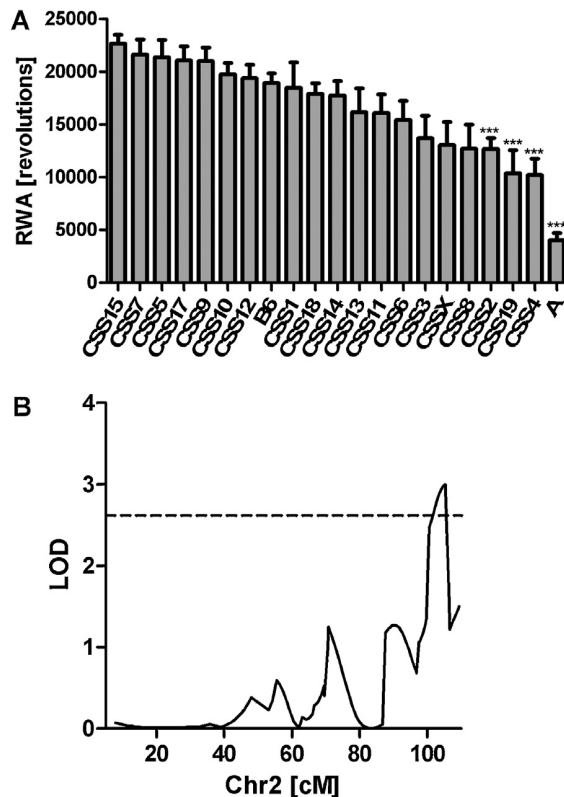 A
RWA [revolutions]
25000
20000
15000
10000
5000
0
***
***
***
***
CSS15
CSS7
CSS5
CSS17
CSS9
CSS10
CSS12
B6
CSS1
CSS18
CSS14
CSS13
CSS11
CSS6
CSS3
CSSX
CSS8
CSS2
CSS19
CSS4
A
B
LOD
4
3
2
1
0
20 40 60 80 100
Chr2 [cM]